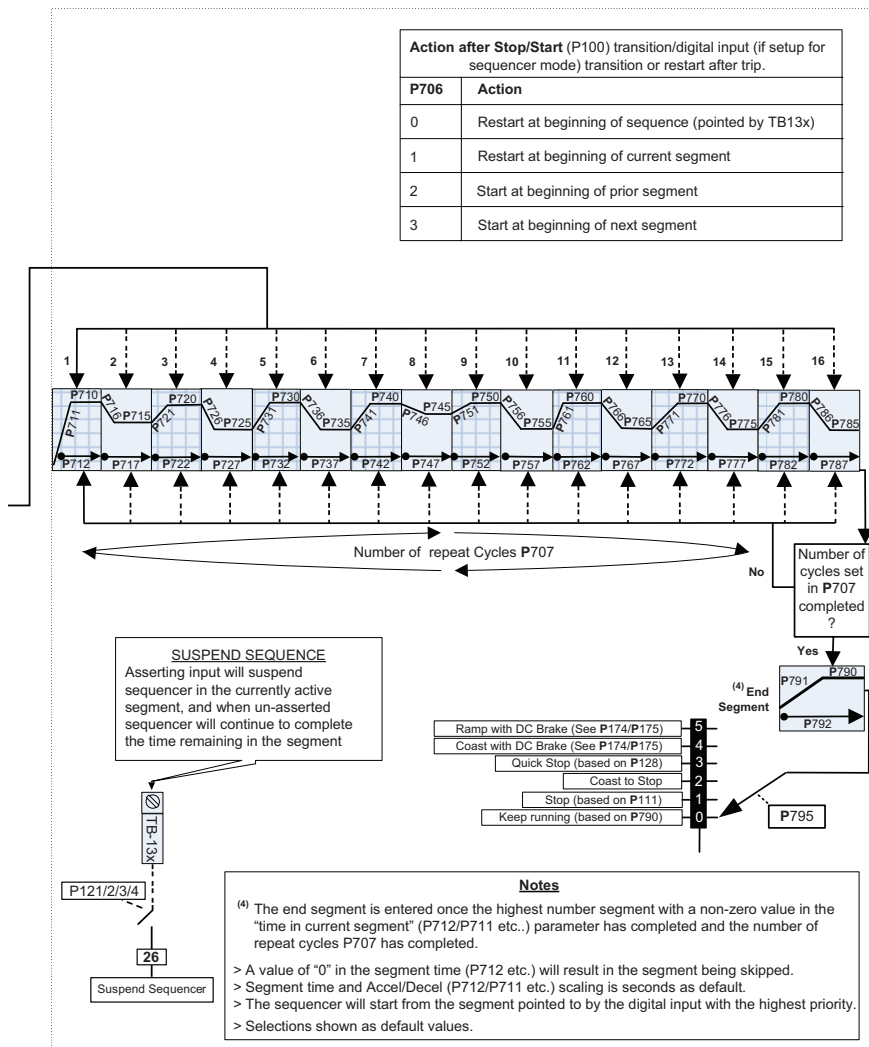 Action after Stop/Start (P100) transition/digital input (if setup for
sequencer mode) transition or restart after trip.
P706 Action
0 Restart at beginning of sequence (pointed by TB13x)
1 Restart at beginning of current segment
2 Start at beginning of prior segment
3 Start at beginning of next segment
1 2 3 4 5 6 7 8 9 10 11 12 13 14 15 16
P710 P711 P712
P716 P715 P717
P720 P721 P722
P726 P725 P727
P730 P731 P732
P736 P735 P737
P740 P741 P742
P745 P746 P747
P750 P751 P752
P756 P755 P757
P760 P761 P762
P766 P765 P767
P770 P771 P772
P776 P775 P777
P780 P781 P782
P786 P785 P787
Number of repeat Cycles P707
No
Number of
cycles set
in P707
completed
?
Yes
(4) End
Segment
P790
P791
P792
SUSPEND SEQUENCE
Asserting input will suspend
sequencer in the currently active
segment, and when un-asserted
sequencer will continue to complete
the time remaining in the segment
Ramp with DC Brake (See P174/P175) 5
Coast with DC Brake (See P174/P175) 4
Quick Stop (based on P128) 3
Coast to Stop 2
Stop (based on P111) 1
Keep running (based on P790) 0
P795
TB-13x
P121/2/3/4
26
Suspend Sequencer
Notes
(4) The end segment is entered once the highest number segment with a non-zero value in the
“time in current segment” (P712/P711 etc..) parameter has completed and the number of
repeat cycles P707 has completed.
> A value of “0” in the segment time (P712 etc.) will result in the segment being skipped.
> Segment time and Accel/Decel (P712/P711 etc.) scaling is seconds as default.
> The sequencer will start from the segment pointed to by the digital input with the highest priority.
> Selections shown as default values.